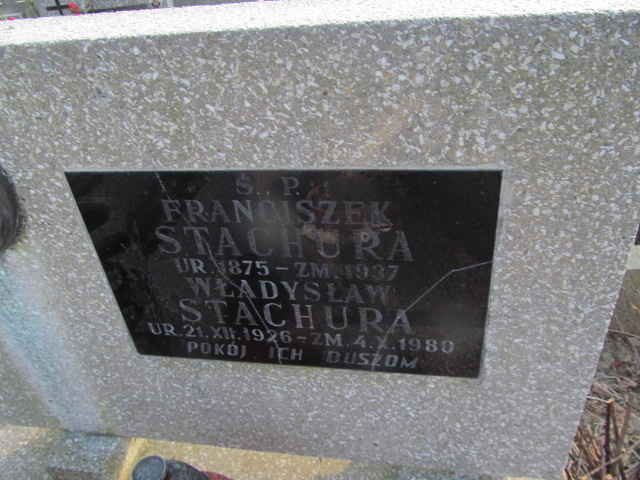 Ś. P.
FRANCISZEK
STACHURA
UR. 1875 – ZM. 1937
WŁADYSŁAW
STACHURA
UR. 21. XII. 1926 – ZM. 4. X. 1980
POKÓJ ICH DUSZOM